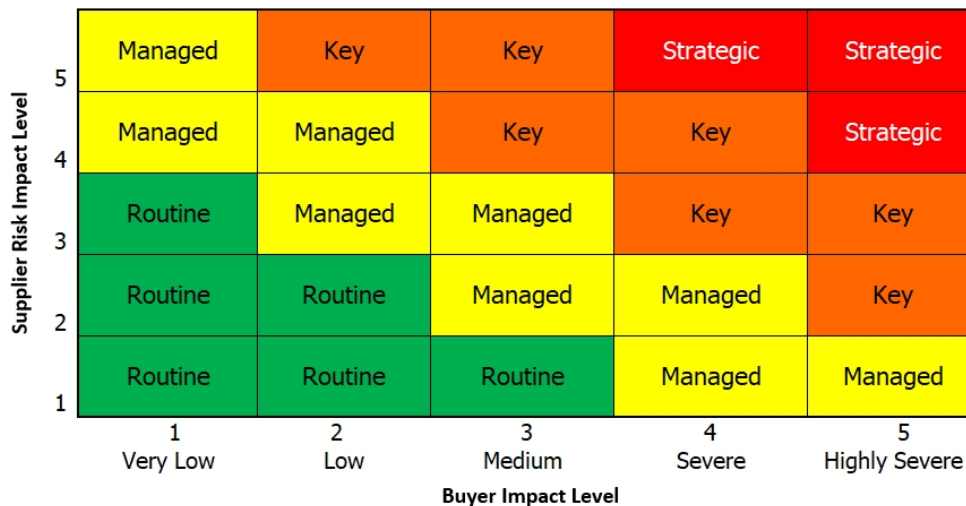 Supplier Risk Impact Level
5 Managed Key Key Strategic Strategic
4 Managed Managed Key Key Strategic
3 Routine Managed Managed Key Key
2 Routine Routine Managed Managed Key
1 Routine Routine Routine Managed Managed
1 2 3 4 5
Very Low Low Medium Severe Highly Severe
Buyer Impact Level